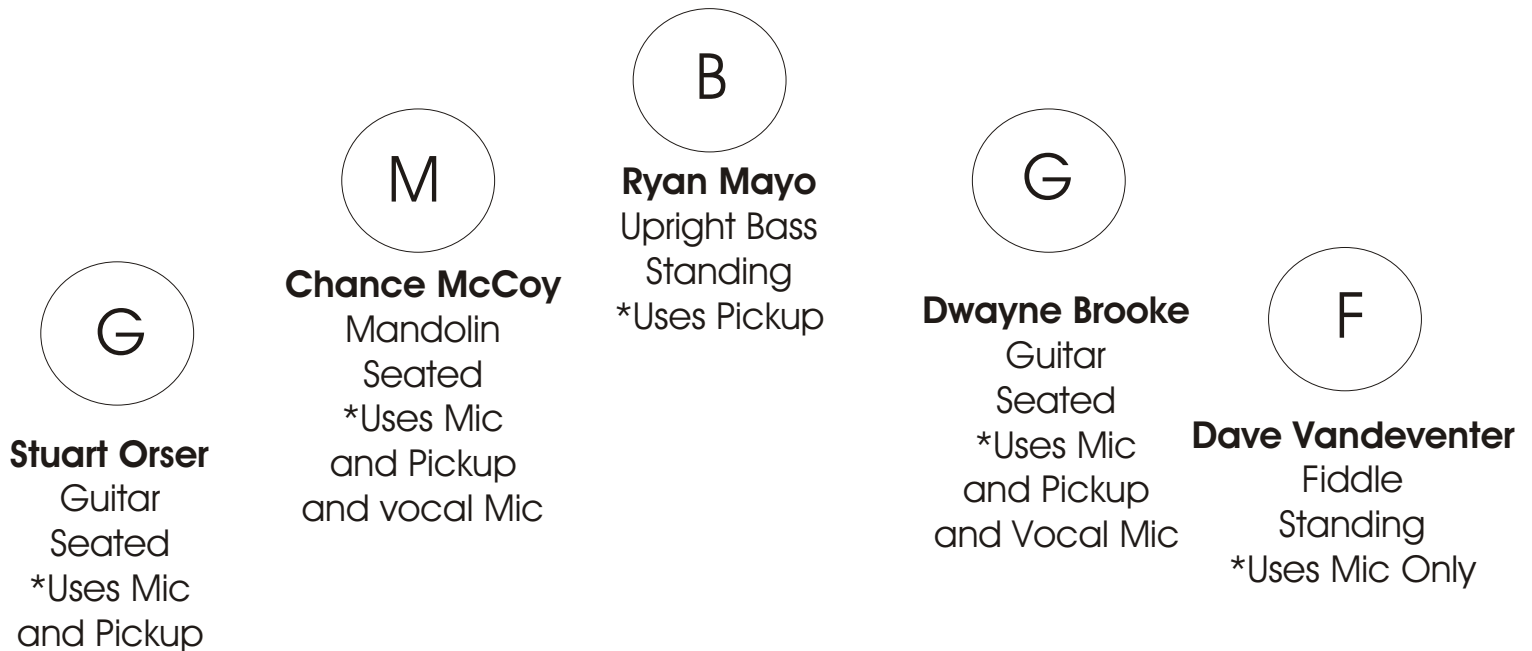 B
Ryan Mayo
Upright Bass
Standing
*Uses Pickup
M
Chance McCoy
Mandolin
Seated
*Uses Mic
and Pickup
and vocal Mic
G
Dwayne Brooke
Guitar
Seated
*Uses Mic
and Pickup
and Vocal Mic
G
Stuart Orser
Guitar
Seated
*Uses Mic
and Pickup
F
Dave Vandeventer
Fiddle
Standing
*Uses Mic Only